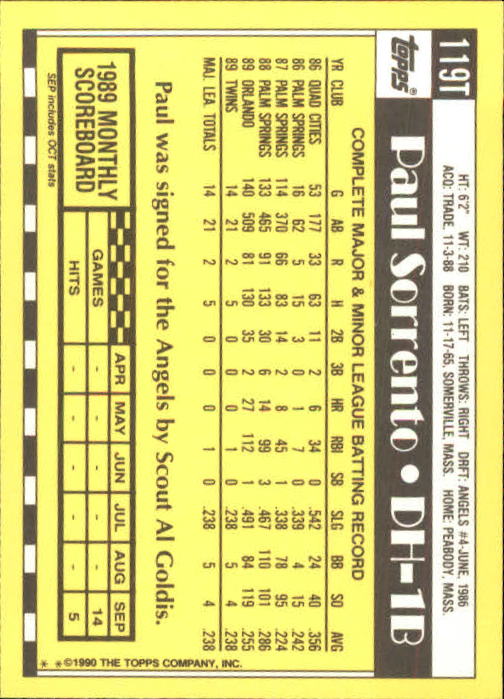 119T
HT: 6'2" WT: 210 BATS: LEFT THROWS: RIGHT DRFT: ANGELS #4-JUNE, 1986
ACQ: TRADE, 11-3-88 BORN: 11-17-65, SOMERVILLE, MASS. HOME: PEABODY, MASS.
TOPPS®
Paul Sorrento • DH-1B
COMPLETE MAJOR & MINOR LEAGUE BATTING RECORD
YR CLUB G AB R H 2B 3B HR RBI SB SLG BB SO AVG
86 QUAD CITIES 53 177 33 63 11 2 6 34 0 .542 24 40 .356
86 PALM SPRINGS 16 62 5 15 3 0 1 7 0 .339 4 15 .242
87 PALM SPRINGS 114 370 66 83 14 2 8 45 1 .338 78 95 .224
88 PALM SPRINGS 133 465 91 133 30 6 14 99 3 .467 110 101 .286
89 ORLANDO 140 509 81 130 35 2 27 112 1 .491 84 119 .255
89 TWINS 14 21 2 5 0 0 0 1 0 .238 5 4 .238
MAJ. LEA. TOTALS 14 21 2 5 0 0 0 1 0 .238 5 4 .238
Paul was signed for the Angels by Scout Al Goldis.
1989 MONTHLY
SCOREBOARD
SEP includes OCT stats
APR MAY JUN JUL AUG SEP
GAMES - - - - - 14
HITS - - - - - 5
* * ©1990 THE TOPPS COMPANY, INC.